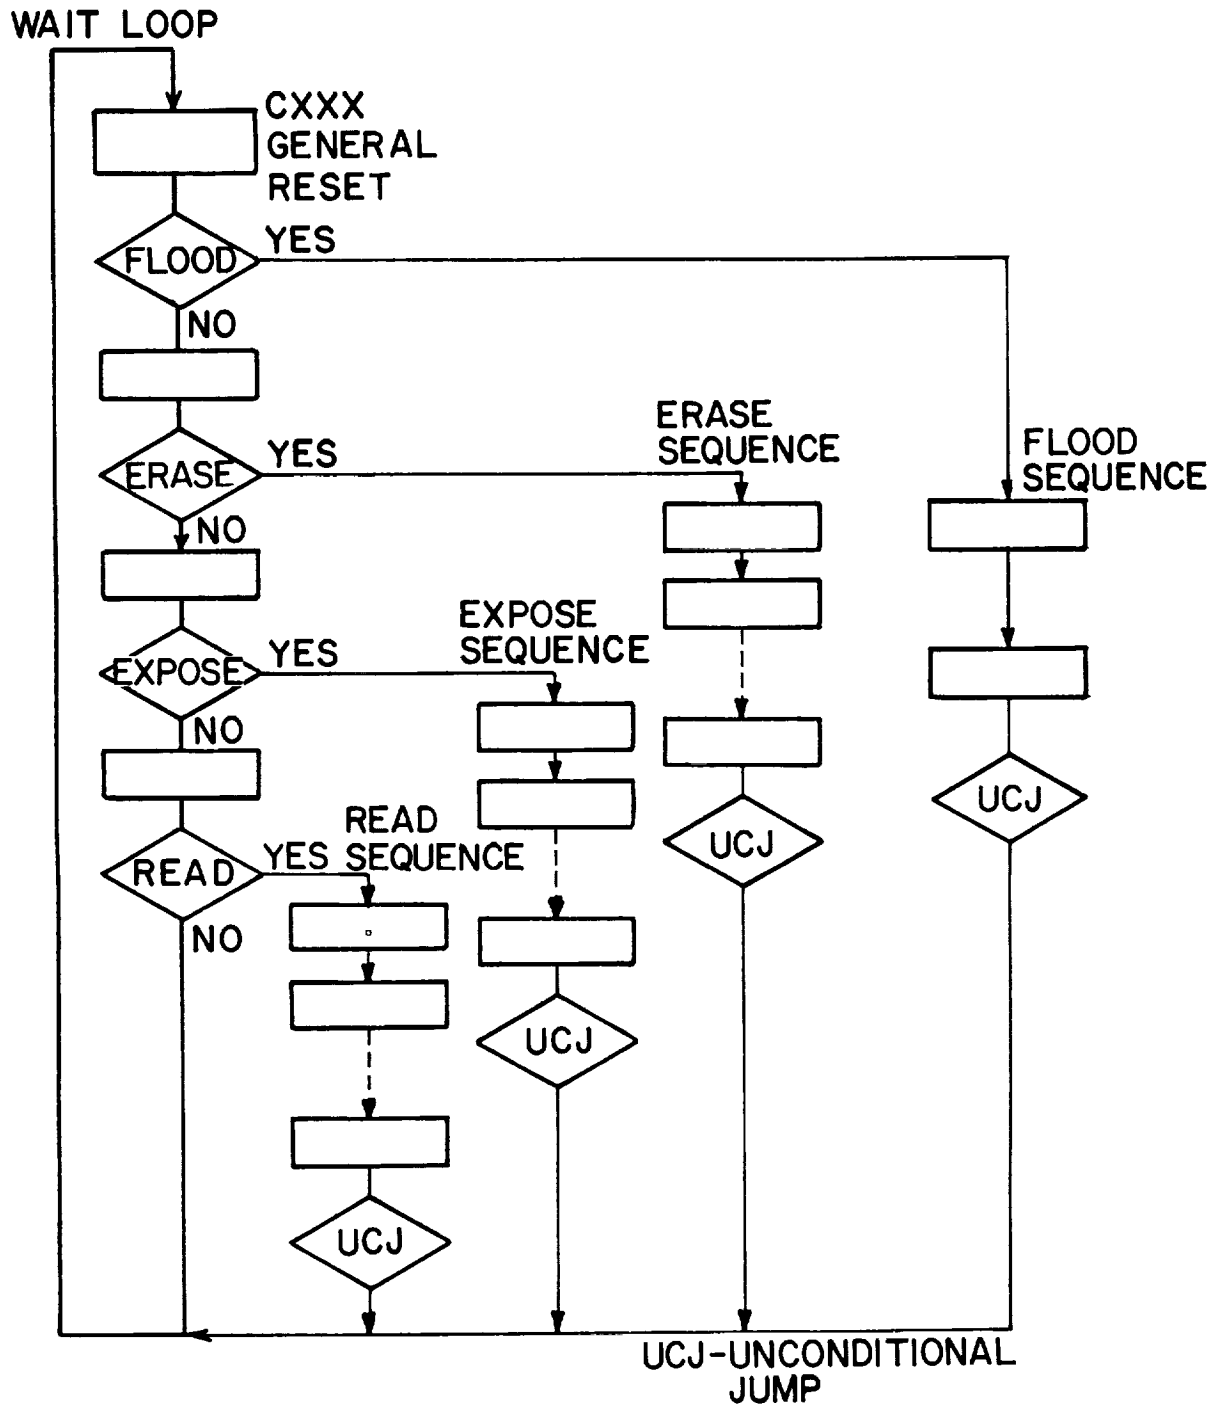 WAIT LOOP
CXXX
GENERAL
RESET
FLOOD
YES
NO
ERASE
YES
NO
ERASE
SEQUENCE
FLOOD
SEQUENCE
EXPOSE
YES
NO
EXPOSE
SEQUENCE
READ
YES
NO
READ
SEQUENCE
UCJ
UCJ
UCJ
UCJ
UCJ-UNCONDITIONAL
JUMP